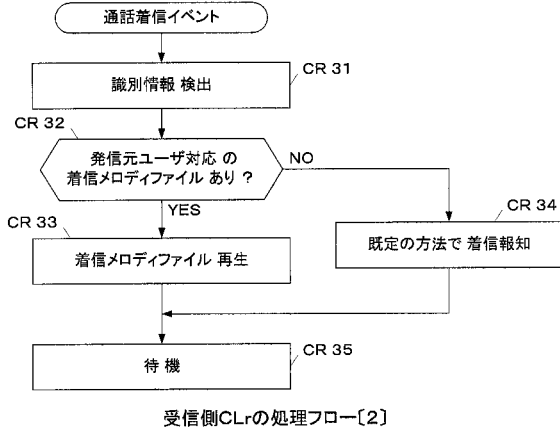 通話着信イベント
CR 31
識別情報 検出
CR 32
発信元ユーザ対応 の
着信メロディファイル あり ?
NO
YES
CR 33
CR 34
着信メロディファイル 再生
既定の方法で 着信報知
CR 35
待 機
受信側CLrの処理フロー〔2〕